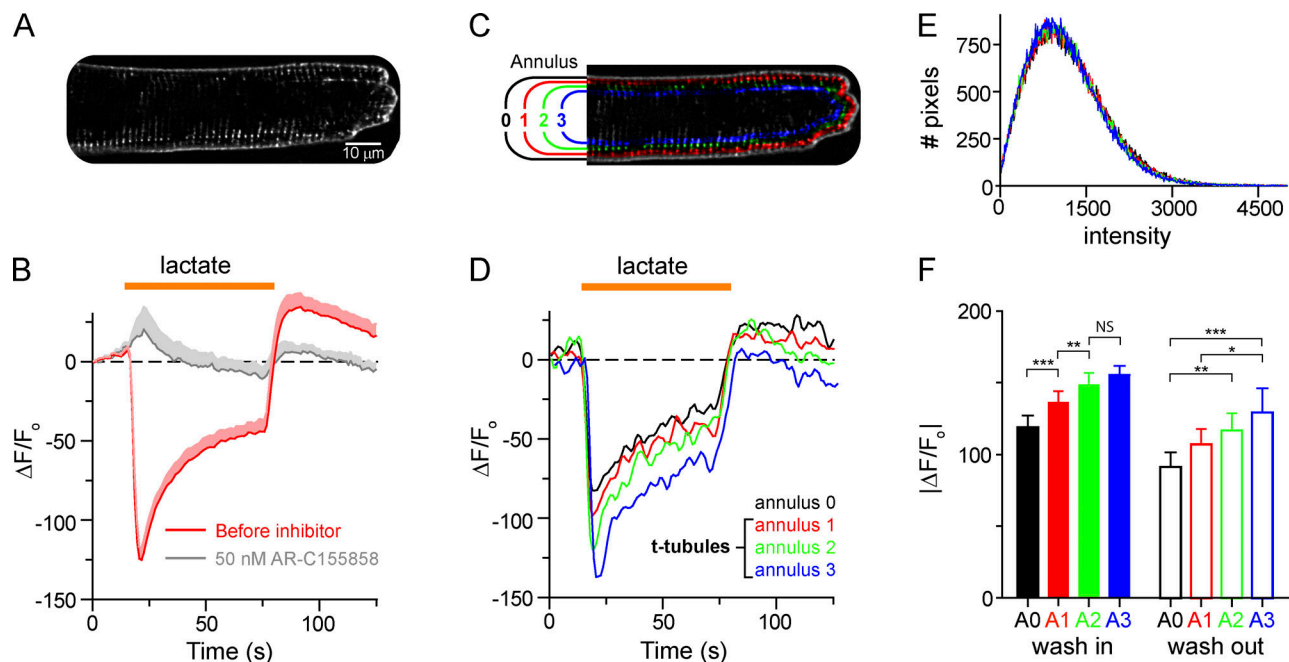 A
10 μm
C
Annulus
0 1 2 3
E
# pixels
750
500
250
0
0 1500 3000 4500
intensity
B
lactate
ΔF/Fo
0
-50
-100
-150
Before inhibitor
50 nM AR-C155858
0 50 100
Time (s)
D
lactate
ΔF/Fo
0
-50
-100
-150
annulus 0
t-tubules
annulus 1
annulus 2
annulus 3
0 50 100
Time (s)
F
|ΔF/Fo|
200
100
0
***
**
NS
***
*
**
A0 A1 A2 A3
wash in
A0 A1 A2 A3
wash out